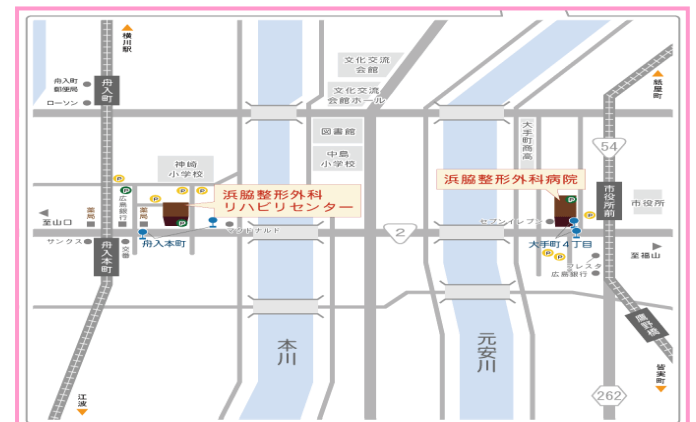 横川駅
舟入町
郵便局
ローソン
舟入町
文化交流
会館
文化交流
会館ホール
図書館
中島
小学校
神崎
小学校
大手町商高
紙屋町
54
浜脇整形外科
リハビリセンター
浜脇整形外科病院
P
広島銀行
薬局
薬局
至山口
サンクス
交番
舟入本町
舟入本町
マクドナルド
2
セブンイレブン
大手町4丁目
市役所前
市役所
至福山
フレスタ
広島銀行
鷹野橋
本川
元安川
江波
皆実町
262